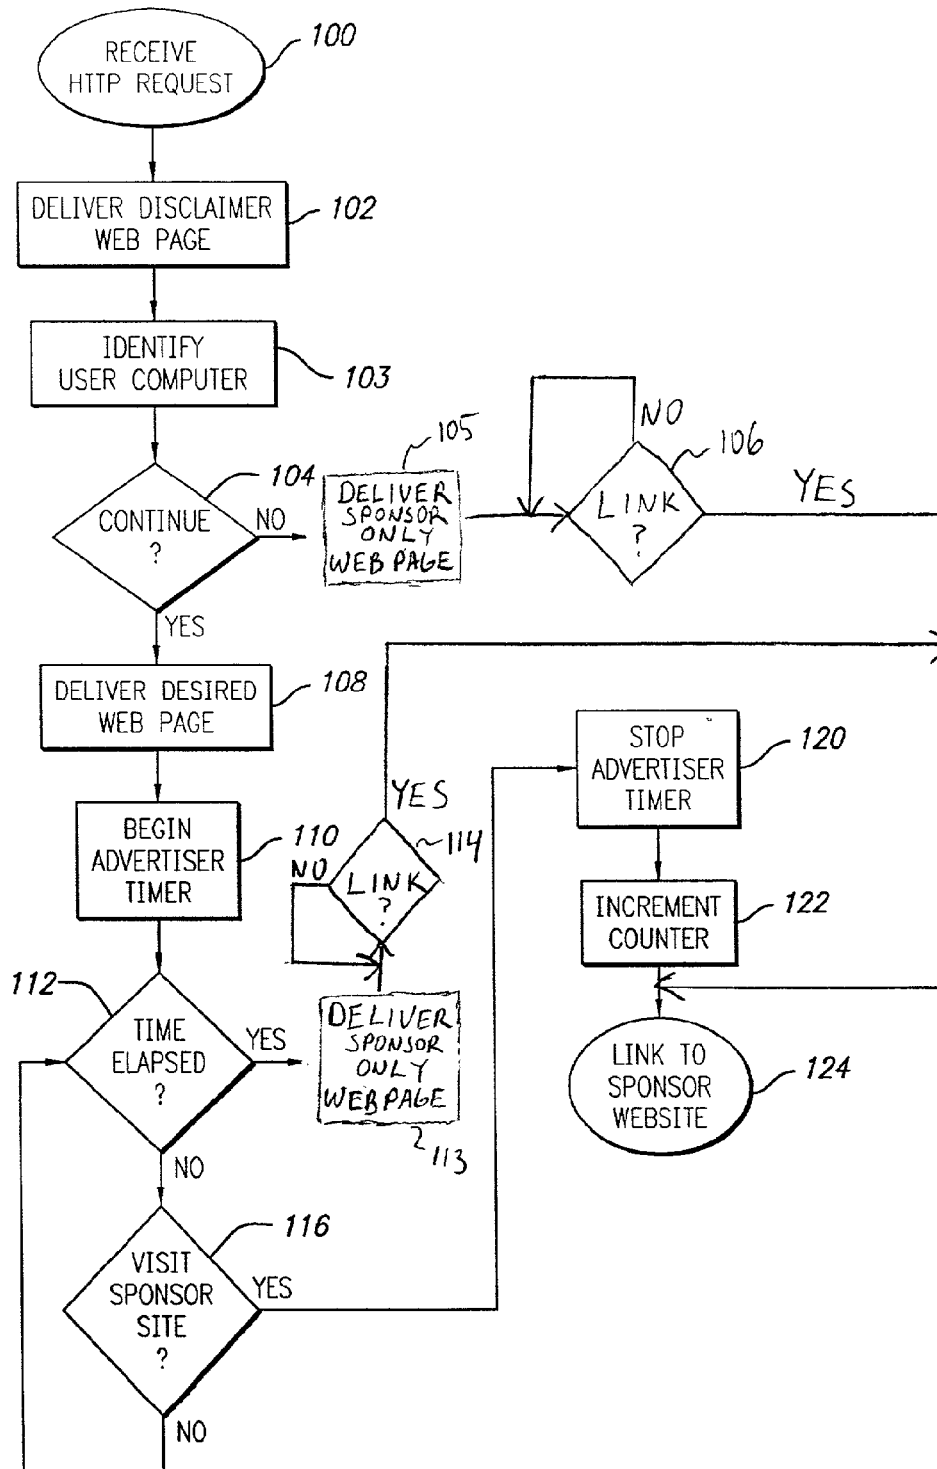 RECEIVE
HTTP REQUEST
100
DELIVER DISCLAIMER
WEB PAGE
102
IDENTIFY
USER COMPUTER
103
CONTINUE
?
104
NO
YES
105
DELIVER
SPONSOR
ONLY
WEB PAGE
NO
106
LINK
?
YES
DELIVER DESIRED
WEB PAGE
108
BEGIN
ADVERTISER
TIMER
110
YES
114
NO
LINK
?
STOP
ADVERTISER
TIMER
120
INCREMENT
COUNTER
122
112
TIME
ELAPSED
?
YES
NO
DELIVER
SPONSOR
ONLY
WEB PAGE
113
LINK TO
SPONSOR
WEBSITE
124
116
VISIT
SPONSOR
SITE
?
YES
NO